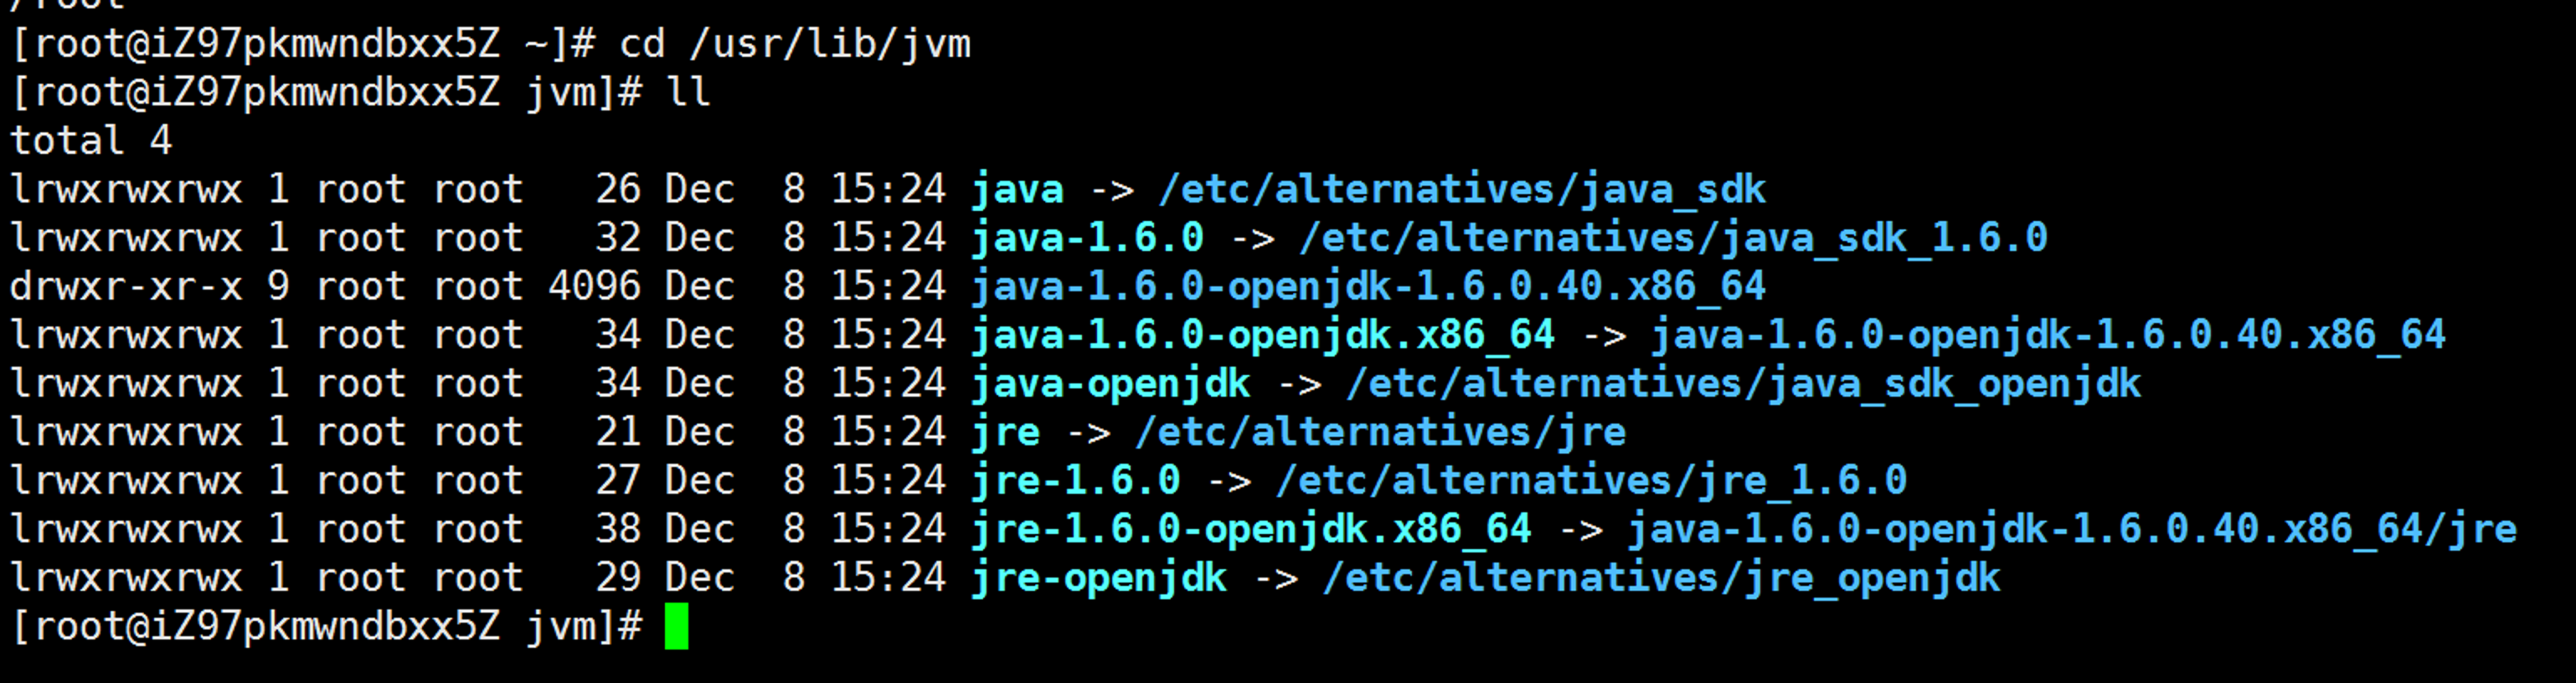 /root
[root@iZ97pkmwndbxx5Z ~]# cd /usr/lib/jvm
[root@iZ97pkmwndbxx5Z jvm]# ll
total 4
lrwxrwxrwx 1 root root   26 Dec  8 15:24 java -> /etc/alternatives/java_sdk
lrwxrwxrwx 1 root root   32 Dec  8 15:24 java-1.6.0 -> /etc/alternatives/java_sdk_1.6.0
drwxr-xr-x 9 root root 4096 Dec  8 15:24 java-1.6.0-openjdk-1.6.0.40.x86_64
lrwxrwxrwx 1 root root   34 Dec  8 15:24 java-1.6.0-openjdk.x86_64 -> java-1.6.0-openjdk-1.6.0.40.x86_64
lrwxrwxrwx 1 root root   34 Dec  8 15:24 java-openjdk -> /etc/alternatives/java_sdk_openjdk
lrwxrwxrwx 1 root root   21 Dec  8 15:24 jre -> /etc/alternatives/jre
lrwxrwxrwx 1 root root   27 Dec  8 15:24 jre-1.6.0 -> /etc/alternatives/jre_1.6.0
lrwxrwxrwx 1 root root   38 Dec  8 15:24 jre-1.6.0-openjdk.x86_64 -> java-1.6.0-openjdk-1.6.0.40.x86_64/jre
lrwxrwxrwx 1 root root   29 Dec  8 15:24 jre-openjdk -> /etc/alternatives/jre_openjdk
[root@iZ97pkmwndbxx5Z jvm]#